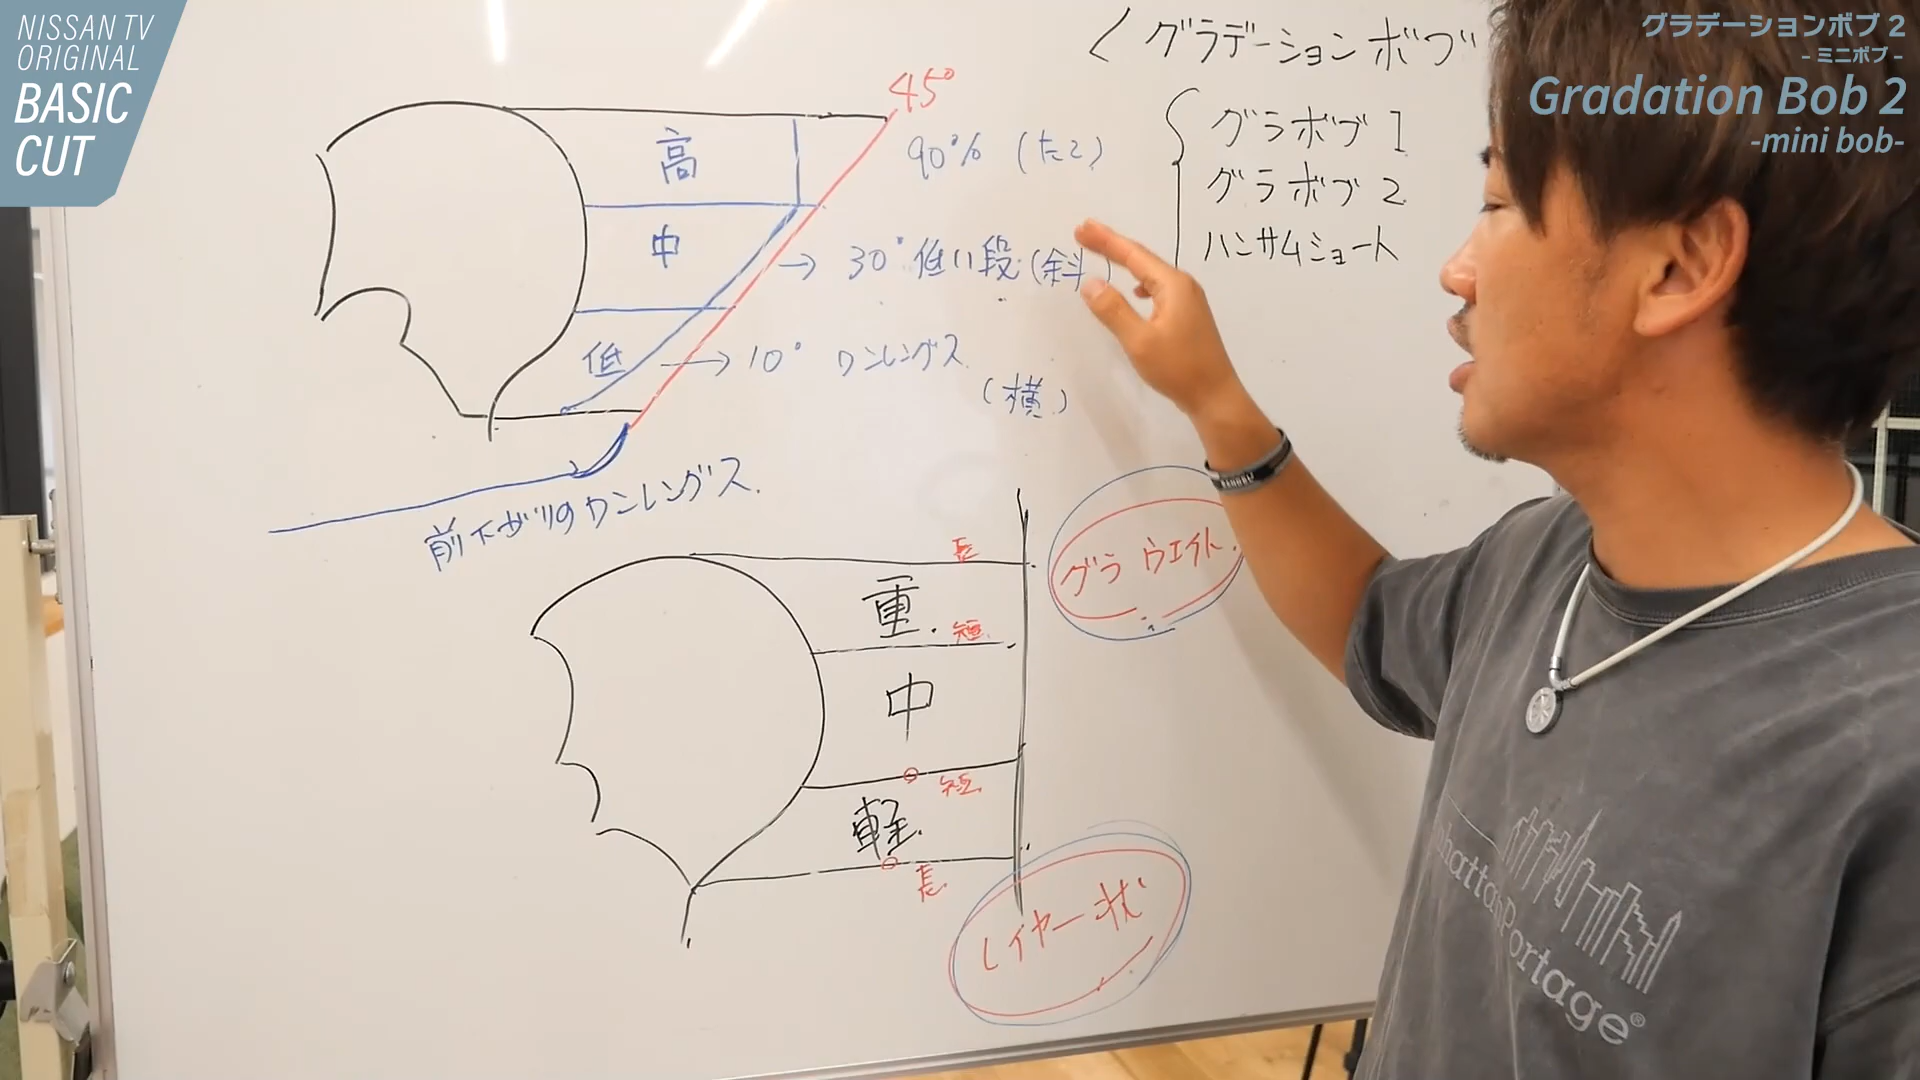 NISSAN TV
ORIGINAL
BASIC
CUT
グラデーションボブ 2
- ミニボブ -
Gradation Bob 2
-mini bob-
く グラデーション ボブ
グラボブ 1
グラボブ 2
ハンサムショート
45°
高
90% (たて)
中
→ 30° 低い段 (斜)
低
→ 10° ワンレングス
(横)
前下がりのワンレングス.
長
重.
短.
グラ ウエイト.
中
短.
軽.
長
レイヤー状
Manhattan Portage®